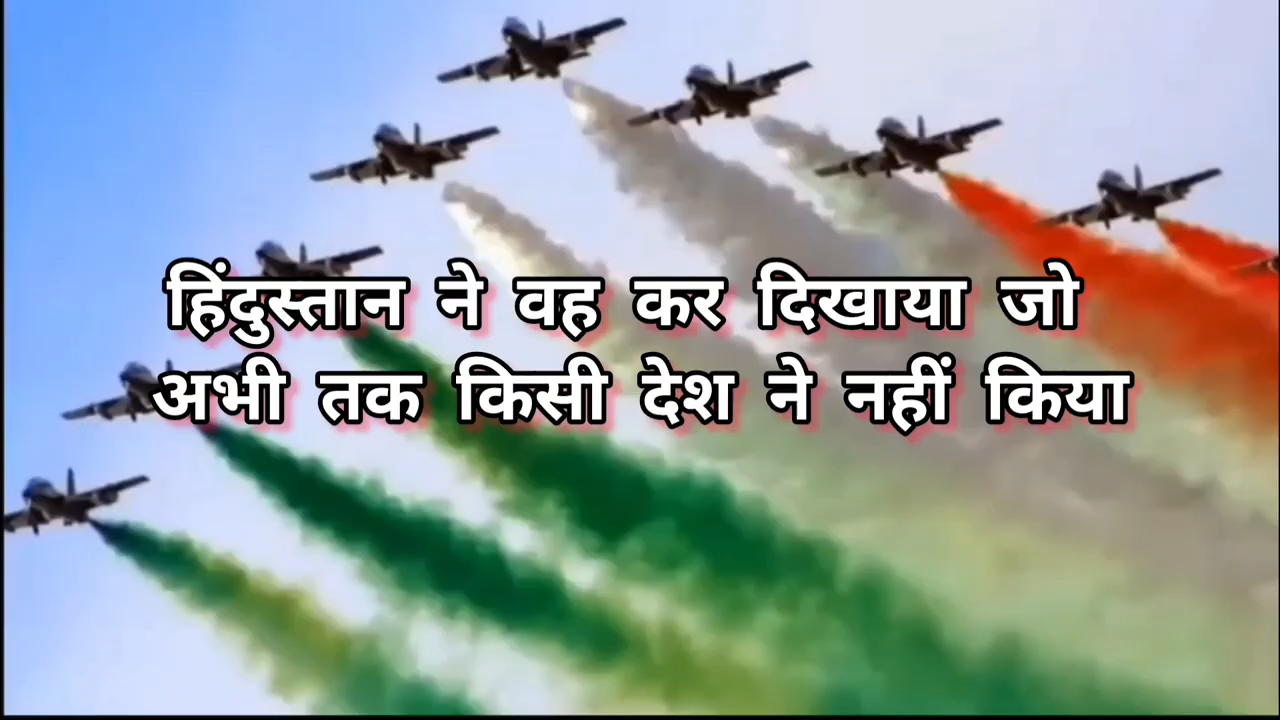 हिंदुस्तान ने वह कर दिखाया जो
अभी तक किसी देश ने नहीं किया